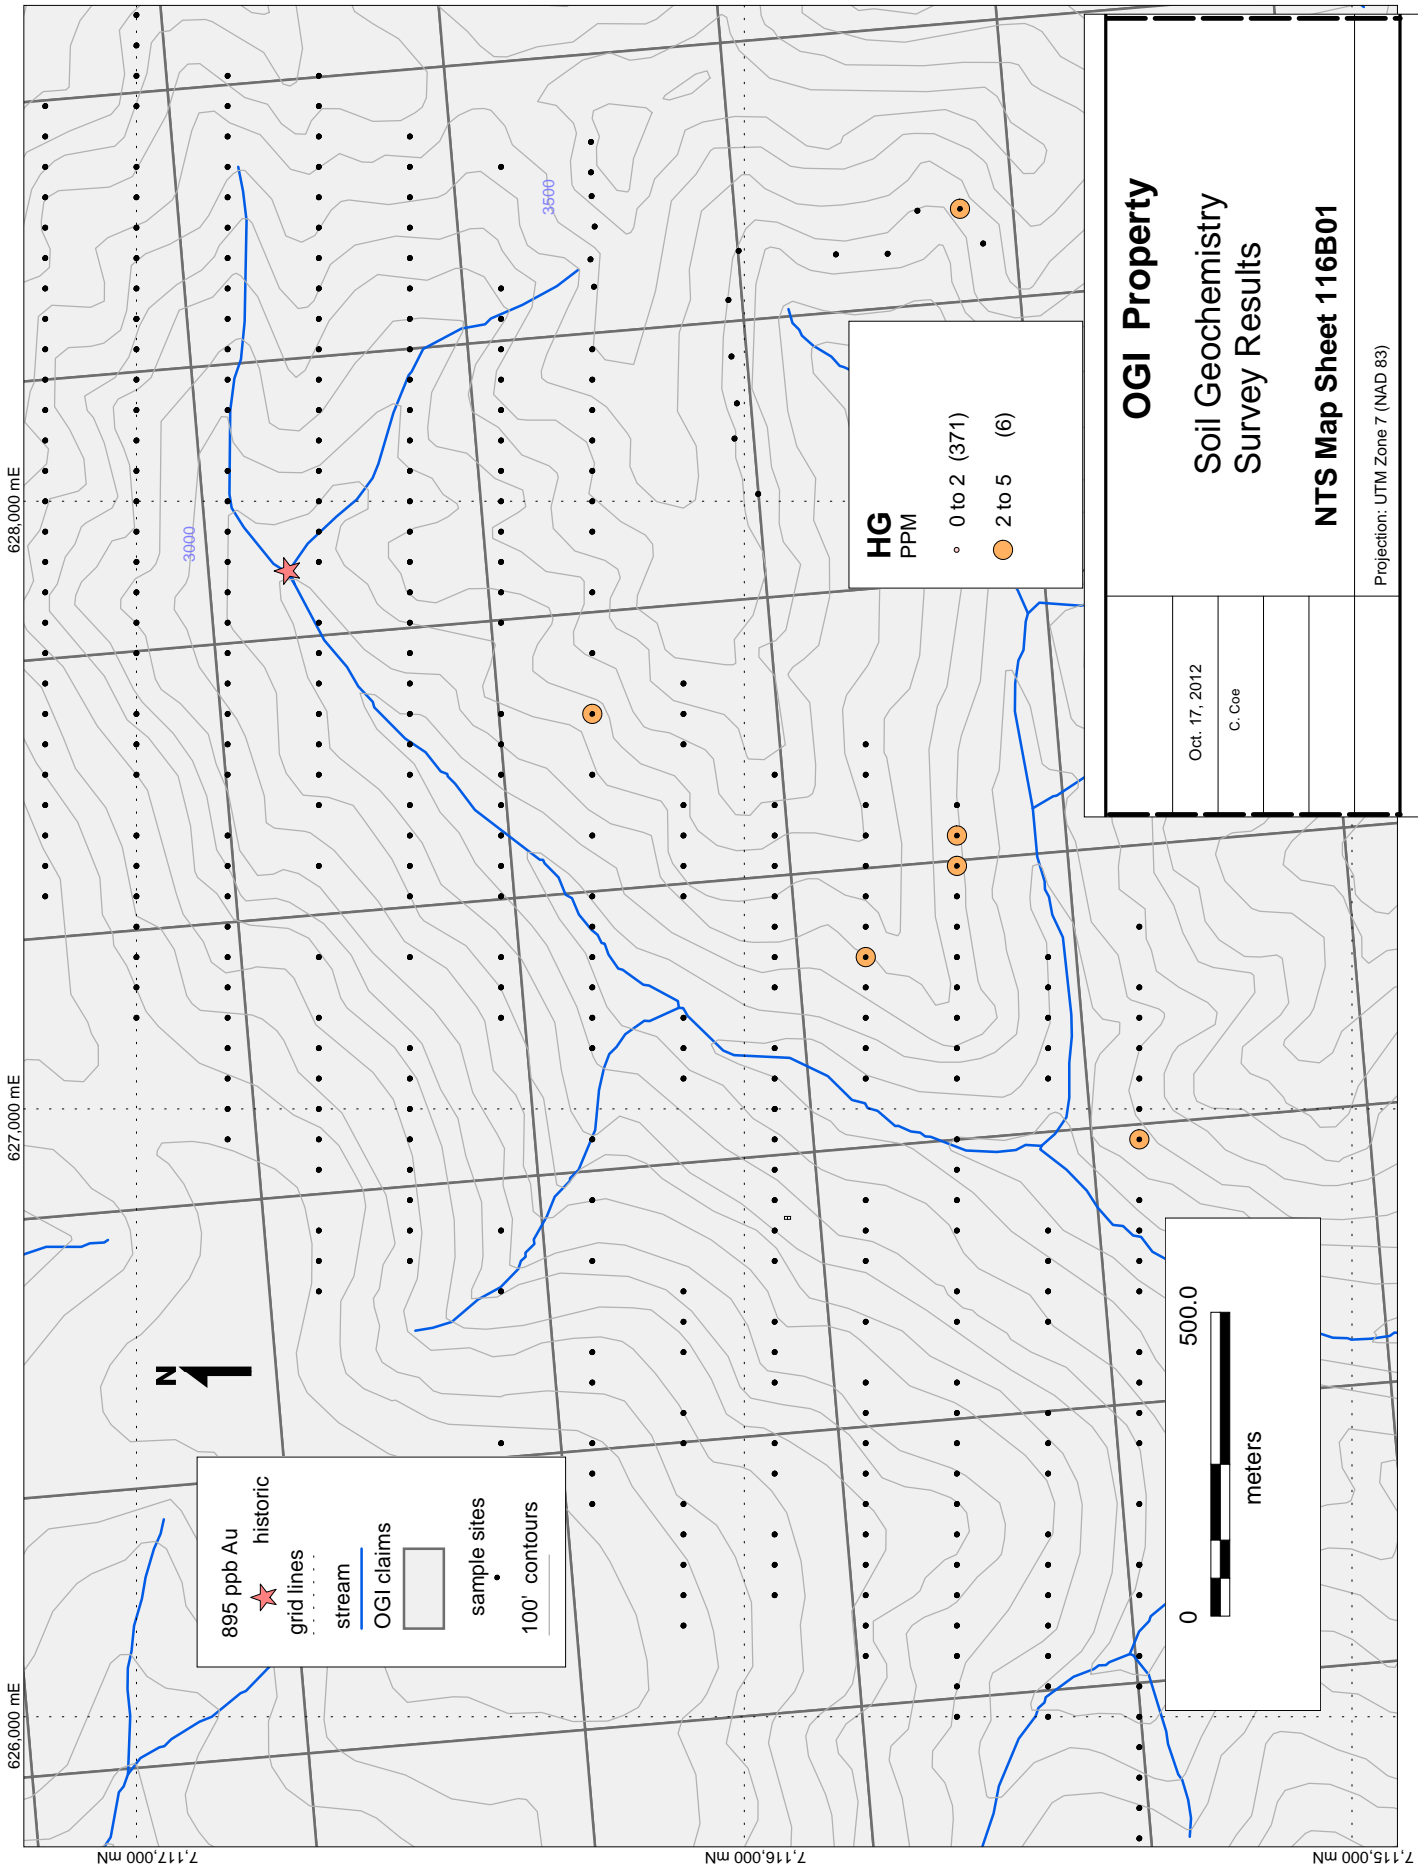 628,000 mE
627,000 mE
626,000 mE
7,117,000 mN
7,116,000 mN
7,115,000 mN
3000
3500
N
895 ppb Au
historic
grid lines
stream
OGI claims
sample sites
100' contours
HG
PPM
0 to 2 (371)
2 to 5 (6)
0 500.0
meters
OGI Property
Soil Geochemistry
Survey Results
NTS Map Sheet 116B01
Projection: UTM Zone 7 (NAD 83)
Oct. 17, 2012
C. Coe